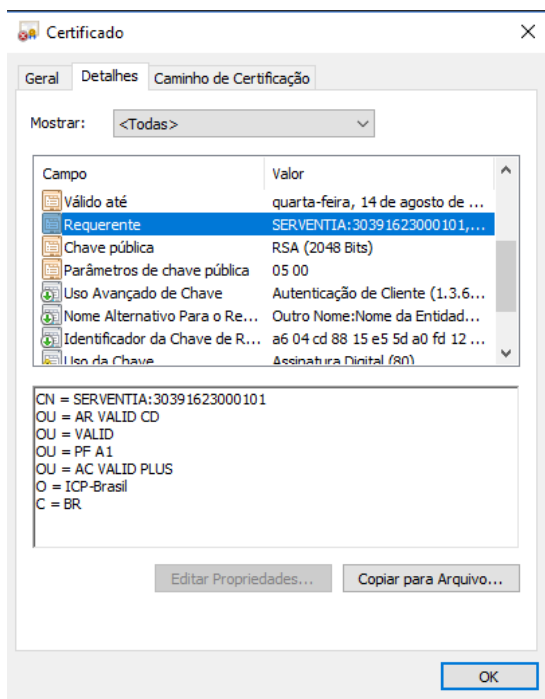 Certificado
Geral Detalhes Caminho de Certificação
Mostrar: <Todas>
Campo Valor
Válido até quarta-feira, 14 de agosto de ...
Requerente SERVENTIA:30391623000101,...
Chave pública RSA (2048 Bits)
Parâmetros de chave pública 05 00
Uso Avançado de Chave Autenticação de Cliente (1.3.6...
Nome Alternativo Para o Re... Outro Nome:Nome da Entidad...
Identificador da Chave de R... a6 04 cd 88 15 e5 5d a0 fd 12 ...
Uso da Chave Assinatura Digital (80)
CN = SERVENTIA:30391623000101
OU = AR VALID CD
OU = VALID
OU = PF A1
OU = AC VALID PLUS
O = ICP-Brasil
C = BR
Editar Propriedades... Copiar para Arquivo...
OK